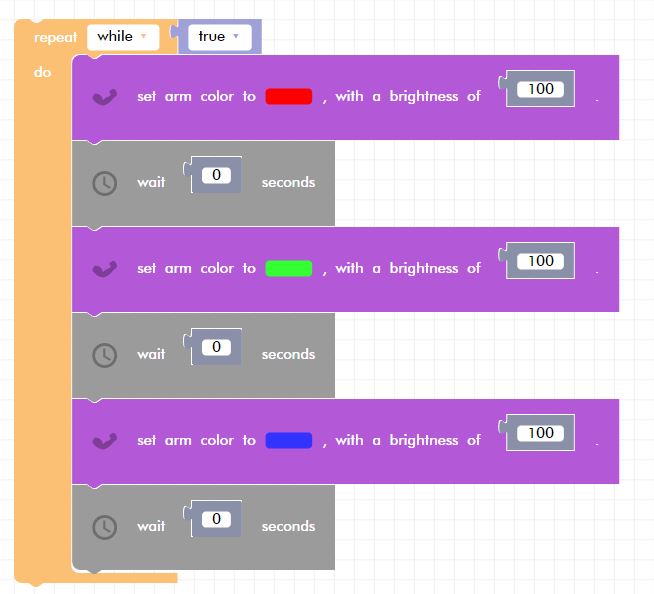 repeat while true
do
set arm color to , with a brightness of 100 .
wait 0 seconds
set arm color to , with a brightness of 100 .
wait 0 seconds
set arm color to , with a brightness of 100 .
wait 0 seconds